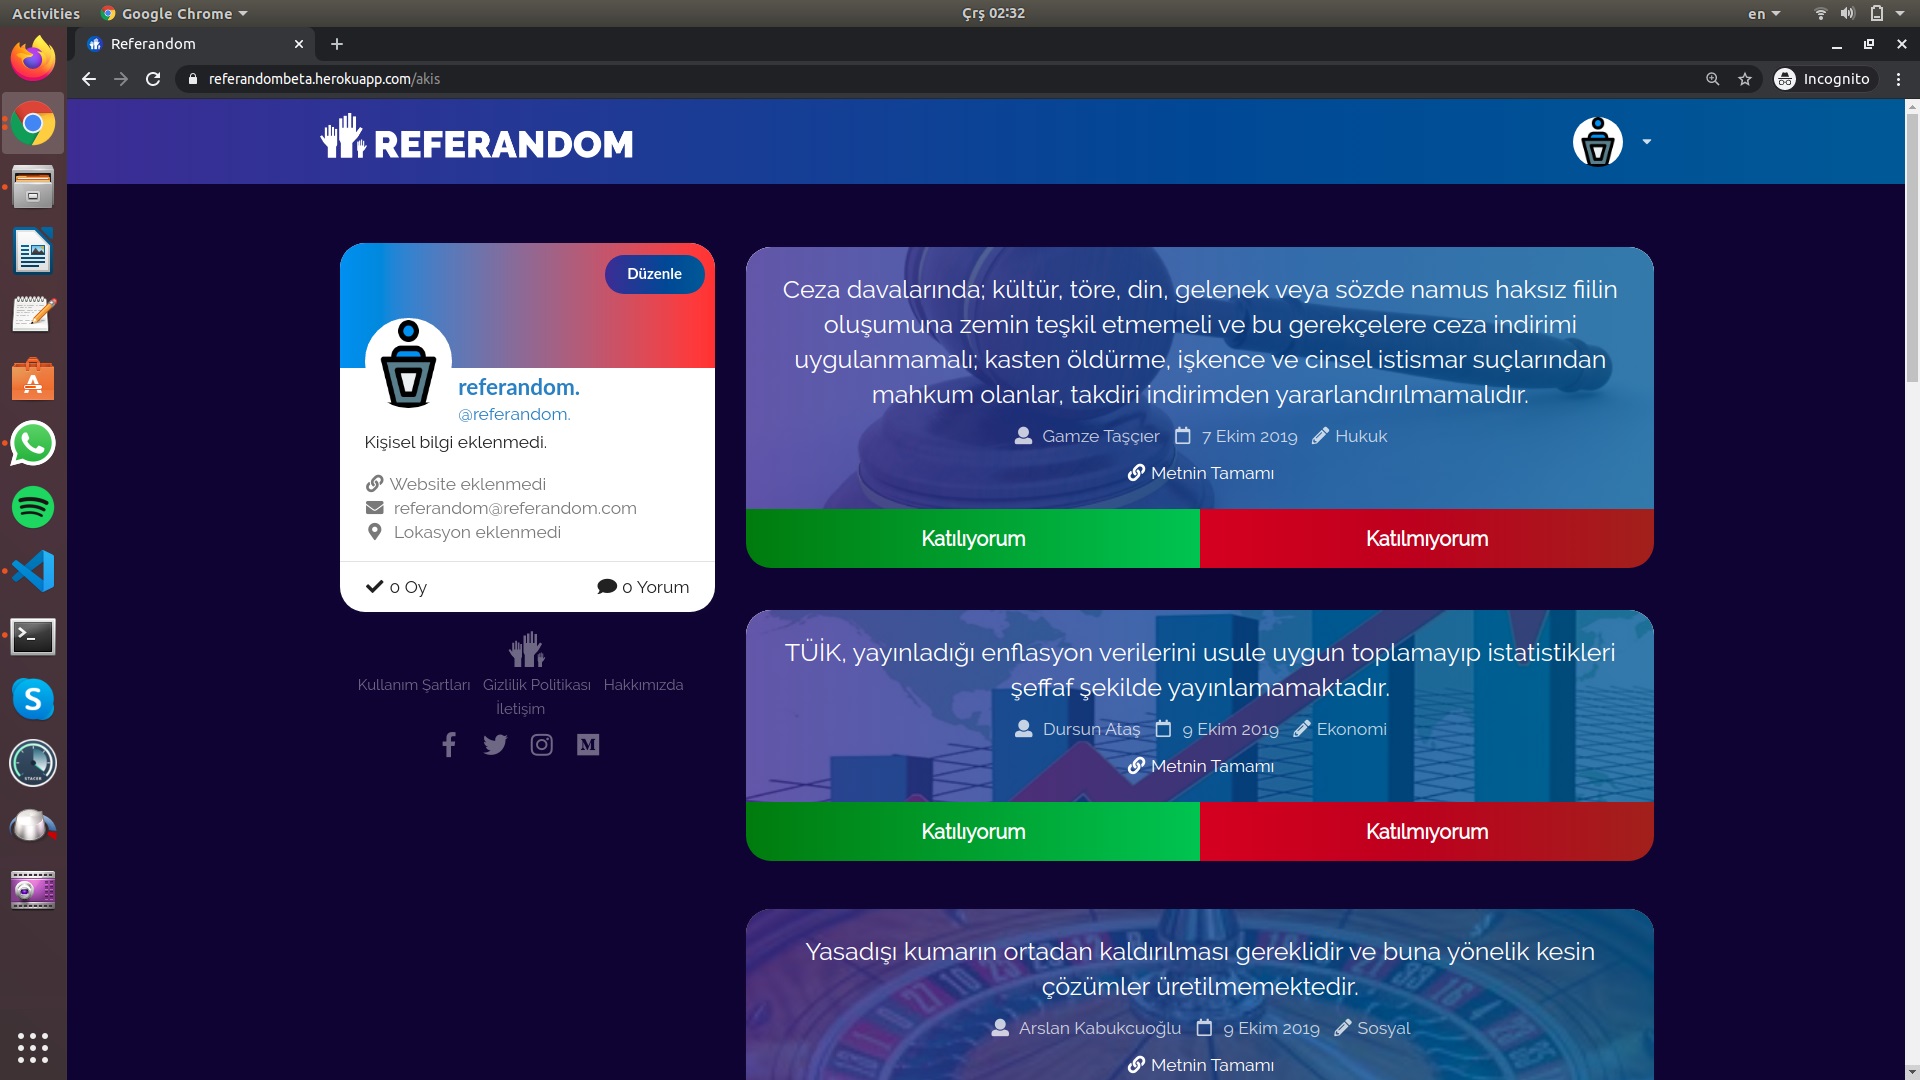 Activities
Google Chrome
Çrş 02:32
en
Referandom
referandombeta.herokuapp.com/akis
Incognito
REFERANDOM
Düzenle
referandom.
@referandom.
Kişisel bilgi eklenmedi.
Website eklenmedi
referandom@referandom.com
Lokasyon eklenmedi
0 Oy
0 Yorum
Kullanım Şartları Gizlilik Politikası Hakkımızda
İletişim
Ceza davalarında; kültür, töre, din, gelenek veya sözde namus haksız fiilin
oluşumuna zemin teşkil etmemeli ve bu gerekçelere ceza indirimi
uygulanmamalı; kasten öldürme, işkence ve cinsel istismar suçlarından
mahkum olanlar, takdiri indirimden yararlandırılmamalıdır.
Gamze Taşçıer 7 Ekim 2019 Hukuk
Metnin Tamamı
Katılıyorum
Katılmıyorum
TÜİK, yayınladığı enflasyon verilerini usule uygun toplamayıp istatistikleri
şeffaf şekilde yayınlamamaktadır.
Dursun Ataş 9 Ekim 2019 Ekonomi
Metnin Tamamı
Katılıyorum
Katılmıyorum
Yasadışı kumarın ortadan kaldırılması gereklidir ve buna yönelik kesin
çözümler üretilmemektedir.
Arslan Kabukcuoğlu 9 Ekim 2019 Sosyal
Metnin Tamamı